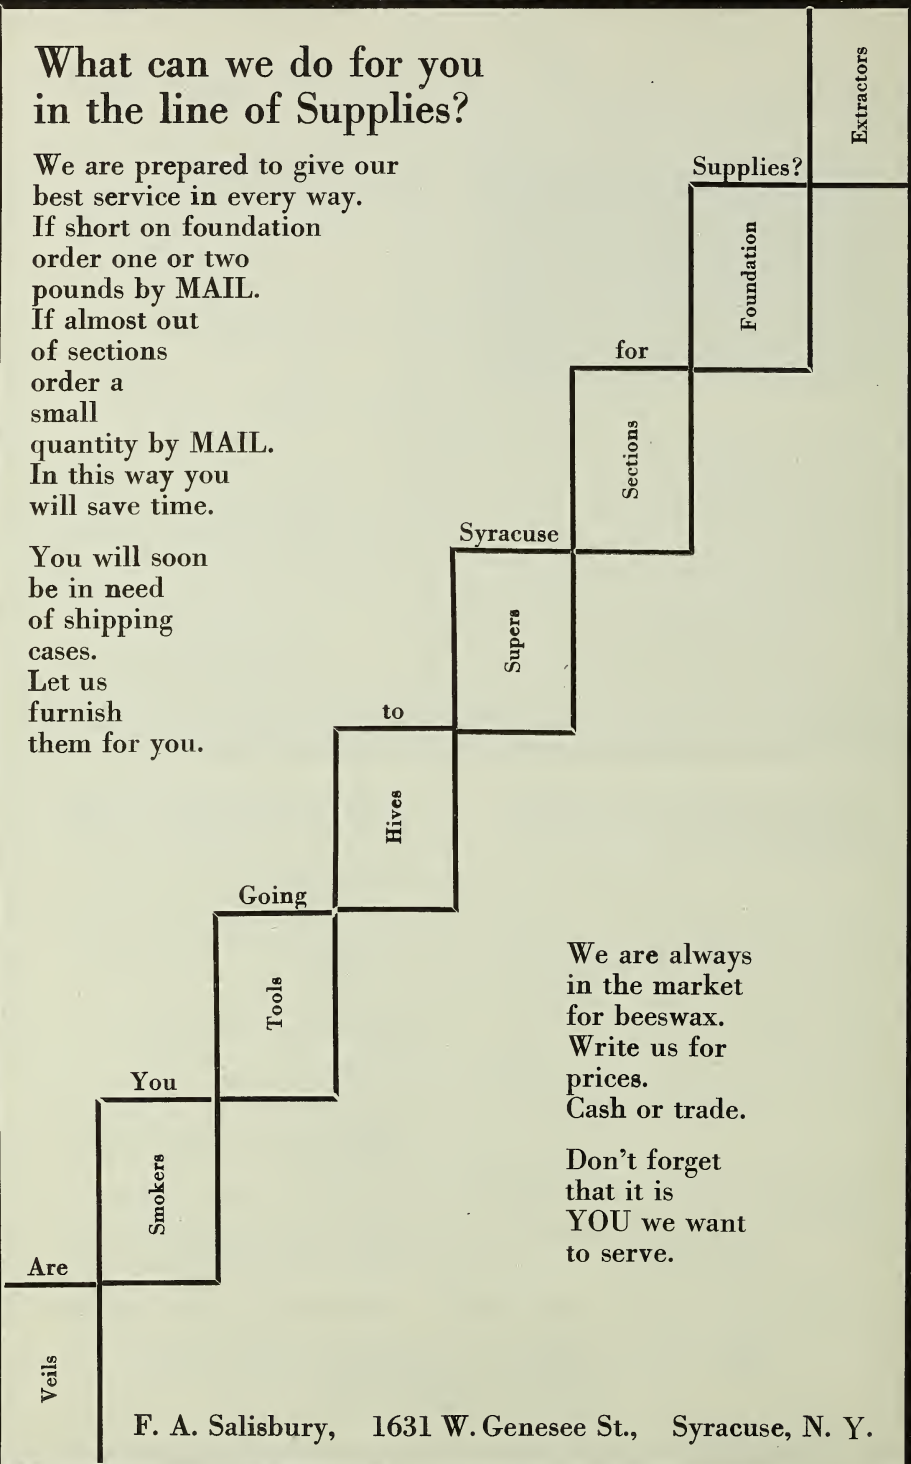 What can we do for you
in the line of Supplies?
We are prepared to give our
best service in every way.
If short on foundation
order one or two
pounds by MAIL.
If almost out
of sections
order a
small
quantity by MAIL.
In this way you
will save time.
You will soon
be in need
of shipping
cases.
Let us
furnish
them for you.
Are
You
Going
to
Syracuse
for
Supplies?
Veils
Smokers
Tools
Hives
Supers
Sections
Foundation
Extractors
We are always
in the market
for beeswax.
Write us for
prices.
Cash or trade.
Don't forget
that it is
YOU we want
to serve.
F. A. Salisbury, 1631 W. Genesee St., Syracuse, N. Y.